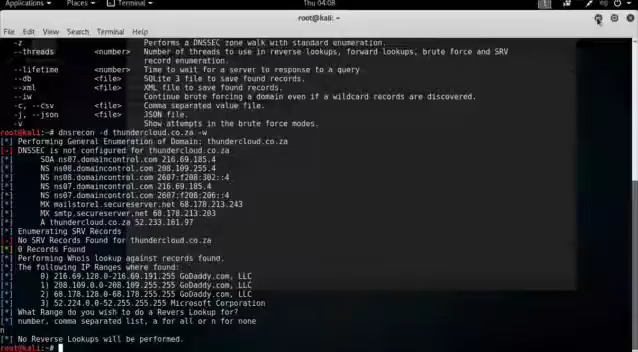 Applications Places Terminal Thu 04:08 1
root@kali: ~
File Edit View Search Terminal Help
-z Performs a DNSSEC zone walk with standard enumeration.
--threads <number> Number of threads to use in reverse lookups, forward lookups, brute force and SRV
record enumeration.
--lifetime <number> Time to wait for a server to response to a query.
--db <file> SQLite 3 file to save found records.
--xml <file> XML file to save found records.
--iw Continue brute forcing a domain even if a wildcard records are discovered.
-c, --csv <file> Comma separated value file.
-j, --json <file> JSON file.
-v Show attempts in the brute force modes.
root@kali:~# dnsrecon -d thundercloud.co.za -w
[*] Performing General Enumeration of Domain: thundercloud.co.za
[-] DNSSEC is not configured for thundercloud.co.za
[*] SOA ns07.domaincontrol.com 216.69.185.4
[*] NS ns08.domaincontrol.com 208.109.255.4
[*] NS ns08.domaincontrol.com 2607:f208:302::4
[*] NS ns07.domaincontrol.com 216.69.185.4
[*] NS ns07.domaincontrol.com 2607:f208:206::4
[*] MX mailstore1.secureserver.net 68.178.213.243
[*] MX smtp.secureserver.net 68.178.213.203
[*] A thundercloud.co.za 52.233.161.97
[*] Enumerating SRV Records
[-] No SRV Records Found for thundercloud.co.za
[*] 0 Records Found
[*] Performing Whois lookup against records found.
[*] The following IP Ranges where found:
[*] 0) 216.69.128.0-216.69.191.255 GoDaddy.com, LLC
[*] 1) 208.109.0.0-208.109.255.255 GoDaddy.com, LLC
[*] 2) 68.178.128.0-68.178.255.255 GoDaddy.com, LLC
[*] 3) 52.224.0.0-52.255.255.255 Microsoft Corporation
[*] What Range do you wish to do a Revers Lookup for?
[*] number, comma separated list, a for all or n for none
n
[*] No Reverse Lookups will be performed.
root@kali:~#